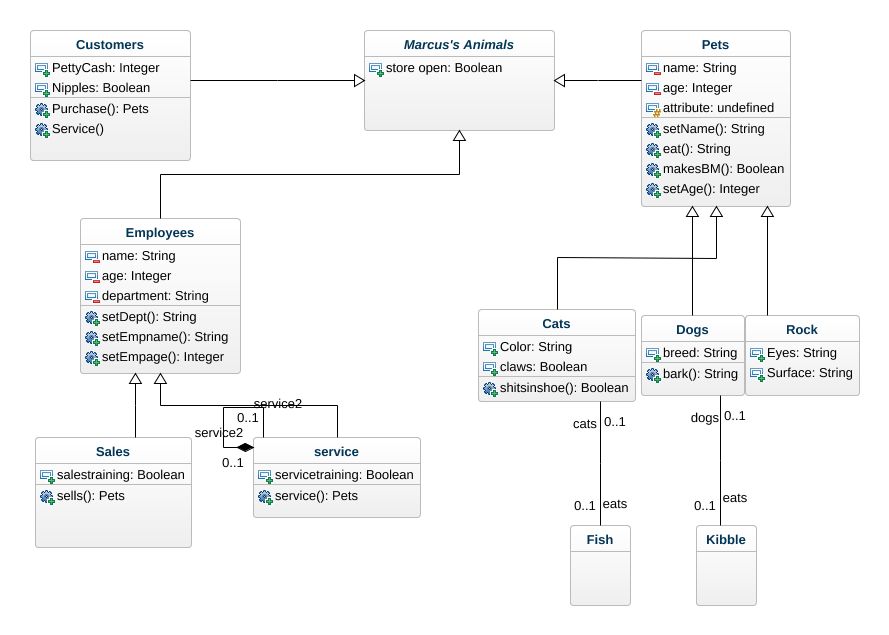 Customers
PettyCash: Integer
Nipples: Boolean
Purchase(): Pets
Service()
Marcus's Animals
store open: Boolean
Pets
name: String
age: Integer
attribute: undefined
setName(): String
eat(): String
makesBM(): Boolean
setAge(): Integer
Employees
name: String
age: Integer
department: String
setDept(): String
setEmpname(): String
setEmpage(): Integer
Cats
Color: String
claws: Boolean
shitsinshoe(): Boolean
Dogs
breed: String
bark(): String
Rock
Eyes: String
Surface: String
service2
0..1
service2
0..1
Sales
salestraining: Boolean
sells(): Pets
service
servicetraining: Boolean
service(): Pets
cats
0..1
0..1
eats
dogs
0..1
0..1
eats
Fish
Kibble